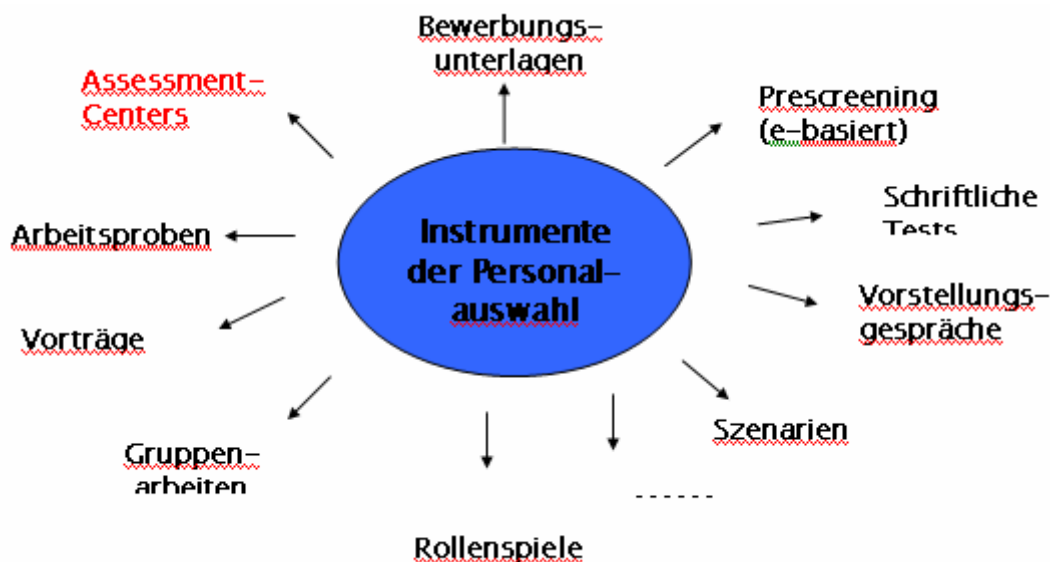 Bewerbungs-
unterlagen
Assessment-
Centers
Prescreening
(e-basiert)
Schriftliche
Tests
Arbeitsproben
Instrumente
der Personal-
auswahl
Vorstellungs-
gespräche
Vorträge
Szenarien
Gruppen-
arbeiten
------
Rollenspiele